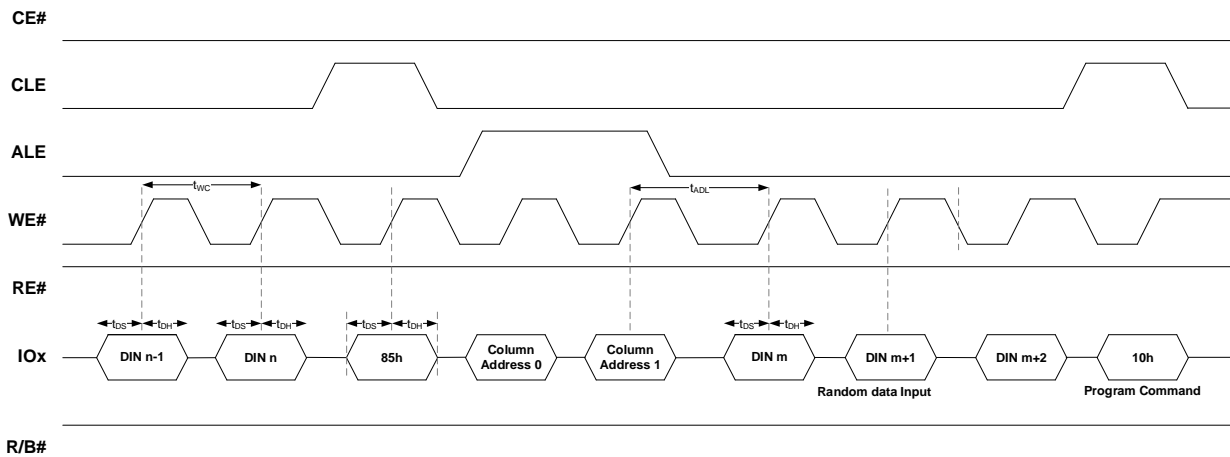 CE#
CLE
ALE
tWC
tADL
WE#
RE#
tDS tDH tDS tDH tDS tDH tDS tDH
IOx DIN n-1 DIN n 85h Column Address 0 Column Address 1 DIN m DIN m+1 DIN m+2 10h
Random data Input Program Command
R/B#